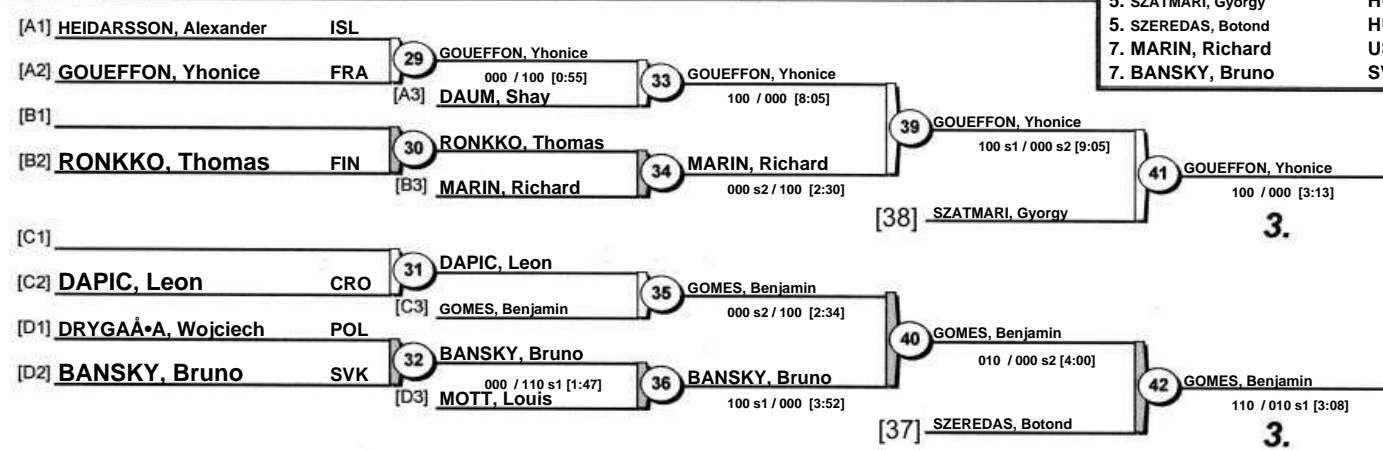 5. SZATMARI, Gyorgy
5. SZEREDAS, Botond
7. MARIN, Richard
7. BANSKY, Bruno
[A1] HEIDARSSON, Alexander ISL
[A2] GOUEFFON, Yhonice FRA
29
GOUEFFON, Yhonice
000 / 100 [0:55]
[A3] DAUM, Shay
33
GOUEFFON, Yhonice
100 / 000 [8:05]
[B1]
[B2] RONKKO, Thomas FIN
30
RONKKO, Thomas
[B3] MARIN, Richard
34
MARIN, Richard
000 s2 / 100 [2:30]
39
GOUEFFON, Yhonice
100 s1 / 000 s2 [9:05]
[38] SZATMARI, Gyorgy
41
GOUEFFON, Yhonice
100 / 000 [3:13]
3.
[C1]
[C2] DAPIC, Leon CRO
31
DAPIC, Leon
[C3] GOMES, Benjamin
35
GOMES, Benjamin
000 s2 / 100 [2:34]
[D1] DRYGAÅ•A, Wojciech POL
[D2] BANSKY, Bruno SVK
32
BANSKY, Bruno
000 / 110 s1 [1:47]
[D3] MOTT, Louis
36
BANSKY, Bruno
100 s1 / 000 [3:52]
40
GOMES, Benjamin
010 / 000 s2 [4:00]
[37] SZEREDAS, Botond
42
GOMES, Benjamin
110 / 010 s1 [3:08]
3.